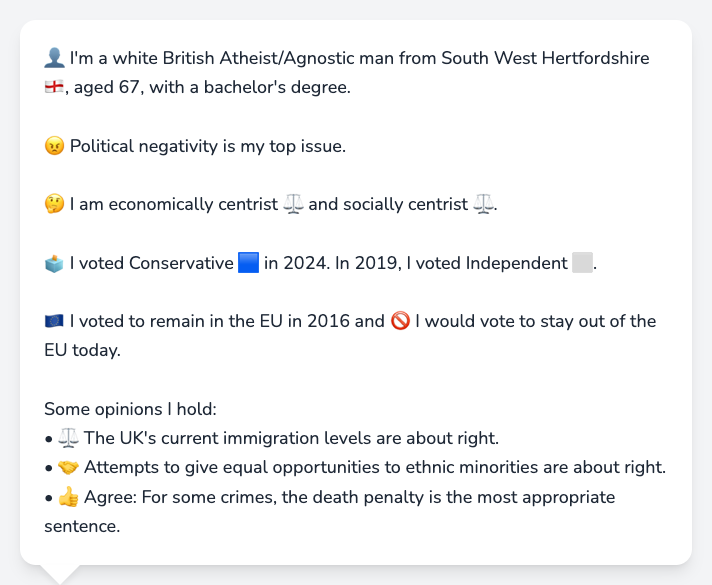 👤 I'm a white British Atheist/Agnostic man from South West Hertfordshire
🏴󠁧󠁢󠁥󠁮󠁧󠁿, aged 67, with a bachelor's degree.
😠 Political negativity is my top issue.
🤔 I am economically centrist ⚖️ and socially centrist ⚖️.
🗳️ I voted Conservative 🟦 in 2024. In 2019, I voted Independent ⬜.
🇪🇺 I voted to remain in the EU in 2016 and 🚫 I would vote to stay out of the
EU today.
Some opinions I hold:
• ⚖️ The UK's current immigration levels are about right.
• 🤝 Attempts to give equal opportunities to ethnic minorities are about right.
• 👍 Agree: For some crimes, the death penalty is the most appropriate
sentence.